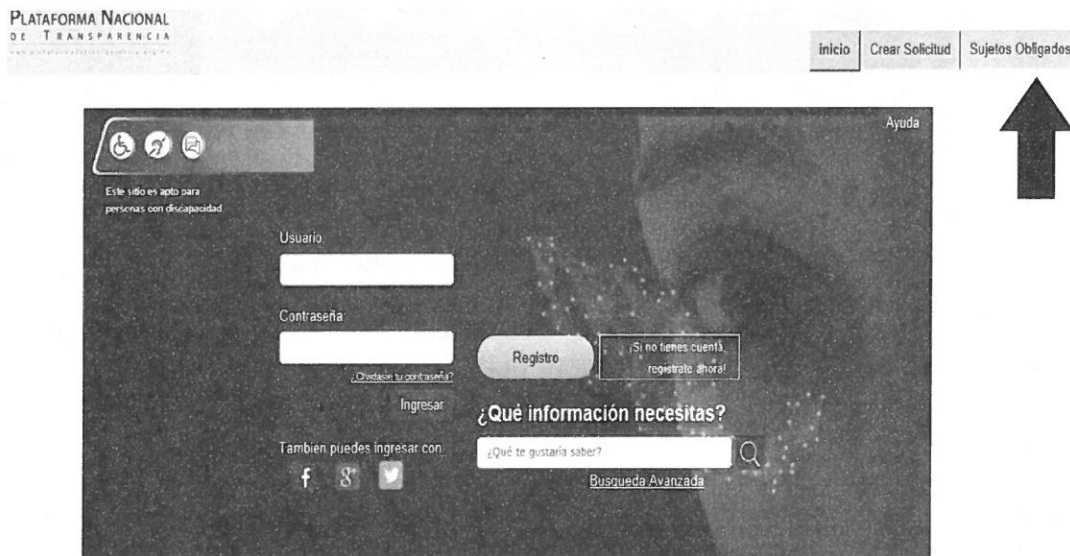 PLATAFORMA NACIONAL
DE TRANSPARENCIA
inicio Crear Solicitud Sujetos Obligados
Ayuda
Este sitio es apto para
personas con discapacidad
Usuario
Contraseña
¿Olvidaste tu contraseña?
Ingresar
Registro
¡Si no tienes cuenta,
registrate ahora!
¿Qué información necesitas?
Tambien puedes ingresar con:
¿Qué te gustaría saber?
f g+
Busqueda Avanzada